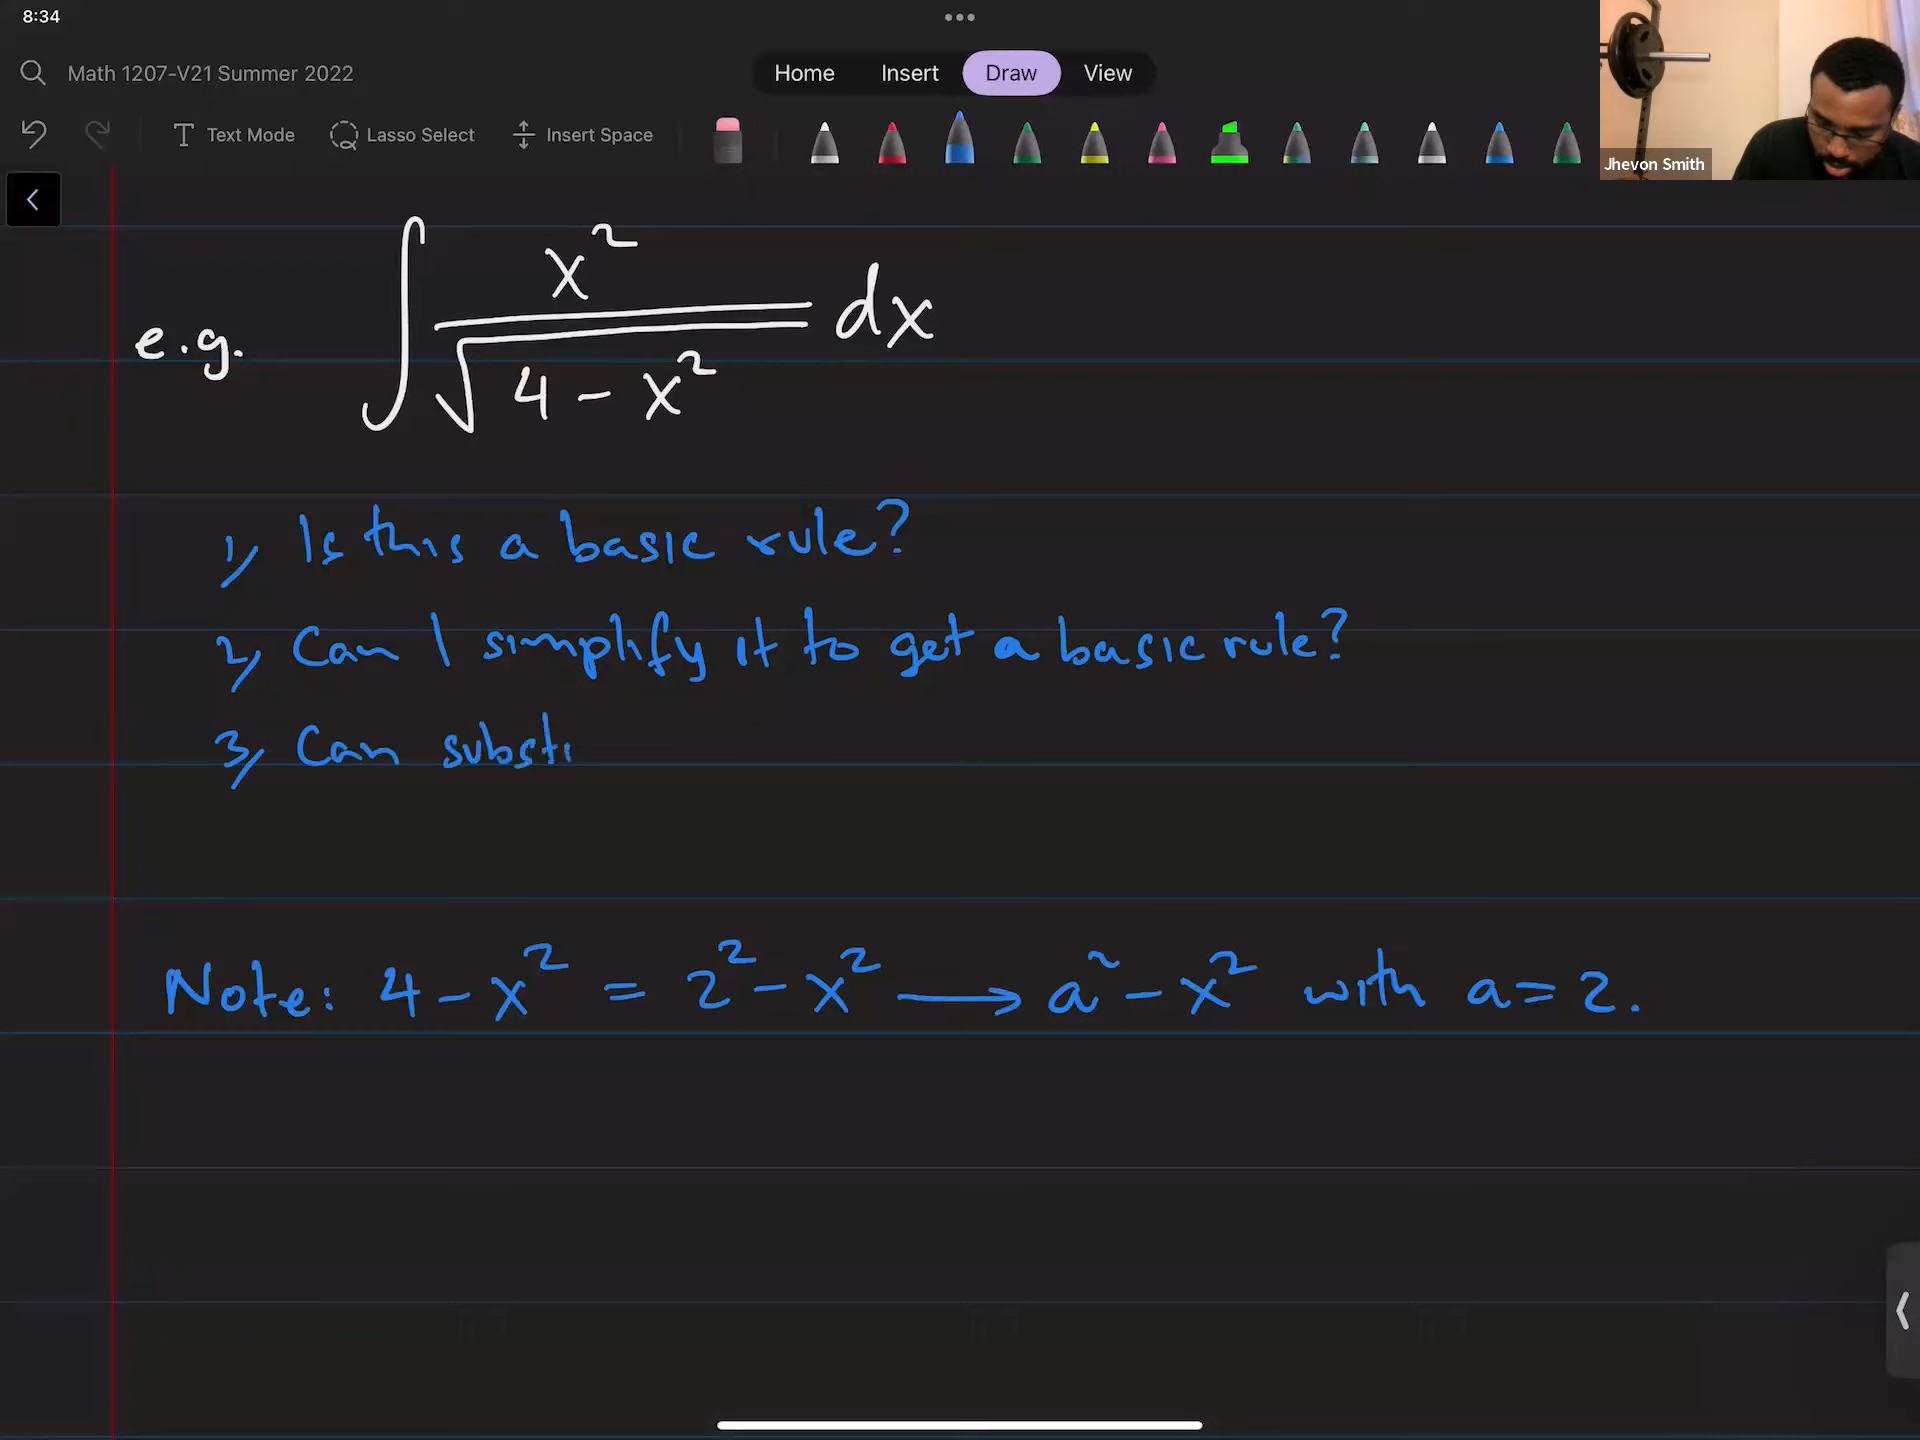 8:34
Math 1207-V21 Summer 2022
Home Insert Draw View
Text Mode Lasso Select Insert Space
Jhevon Smith
e.g. ∫ x² / √(4 - x²) dx
1) Is this a basic rule?
2) Can I simplify it to get a basic rule?
3) Can substi
Note: 4 - x² = 2² - x² ⟶ a² - x² with a = 2.